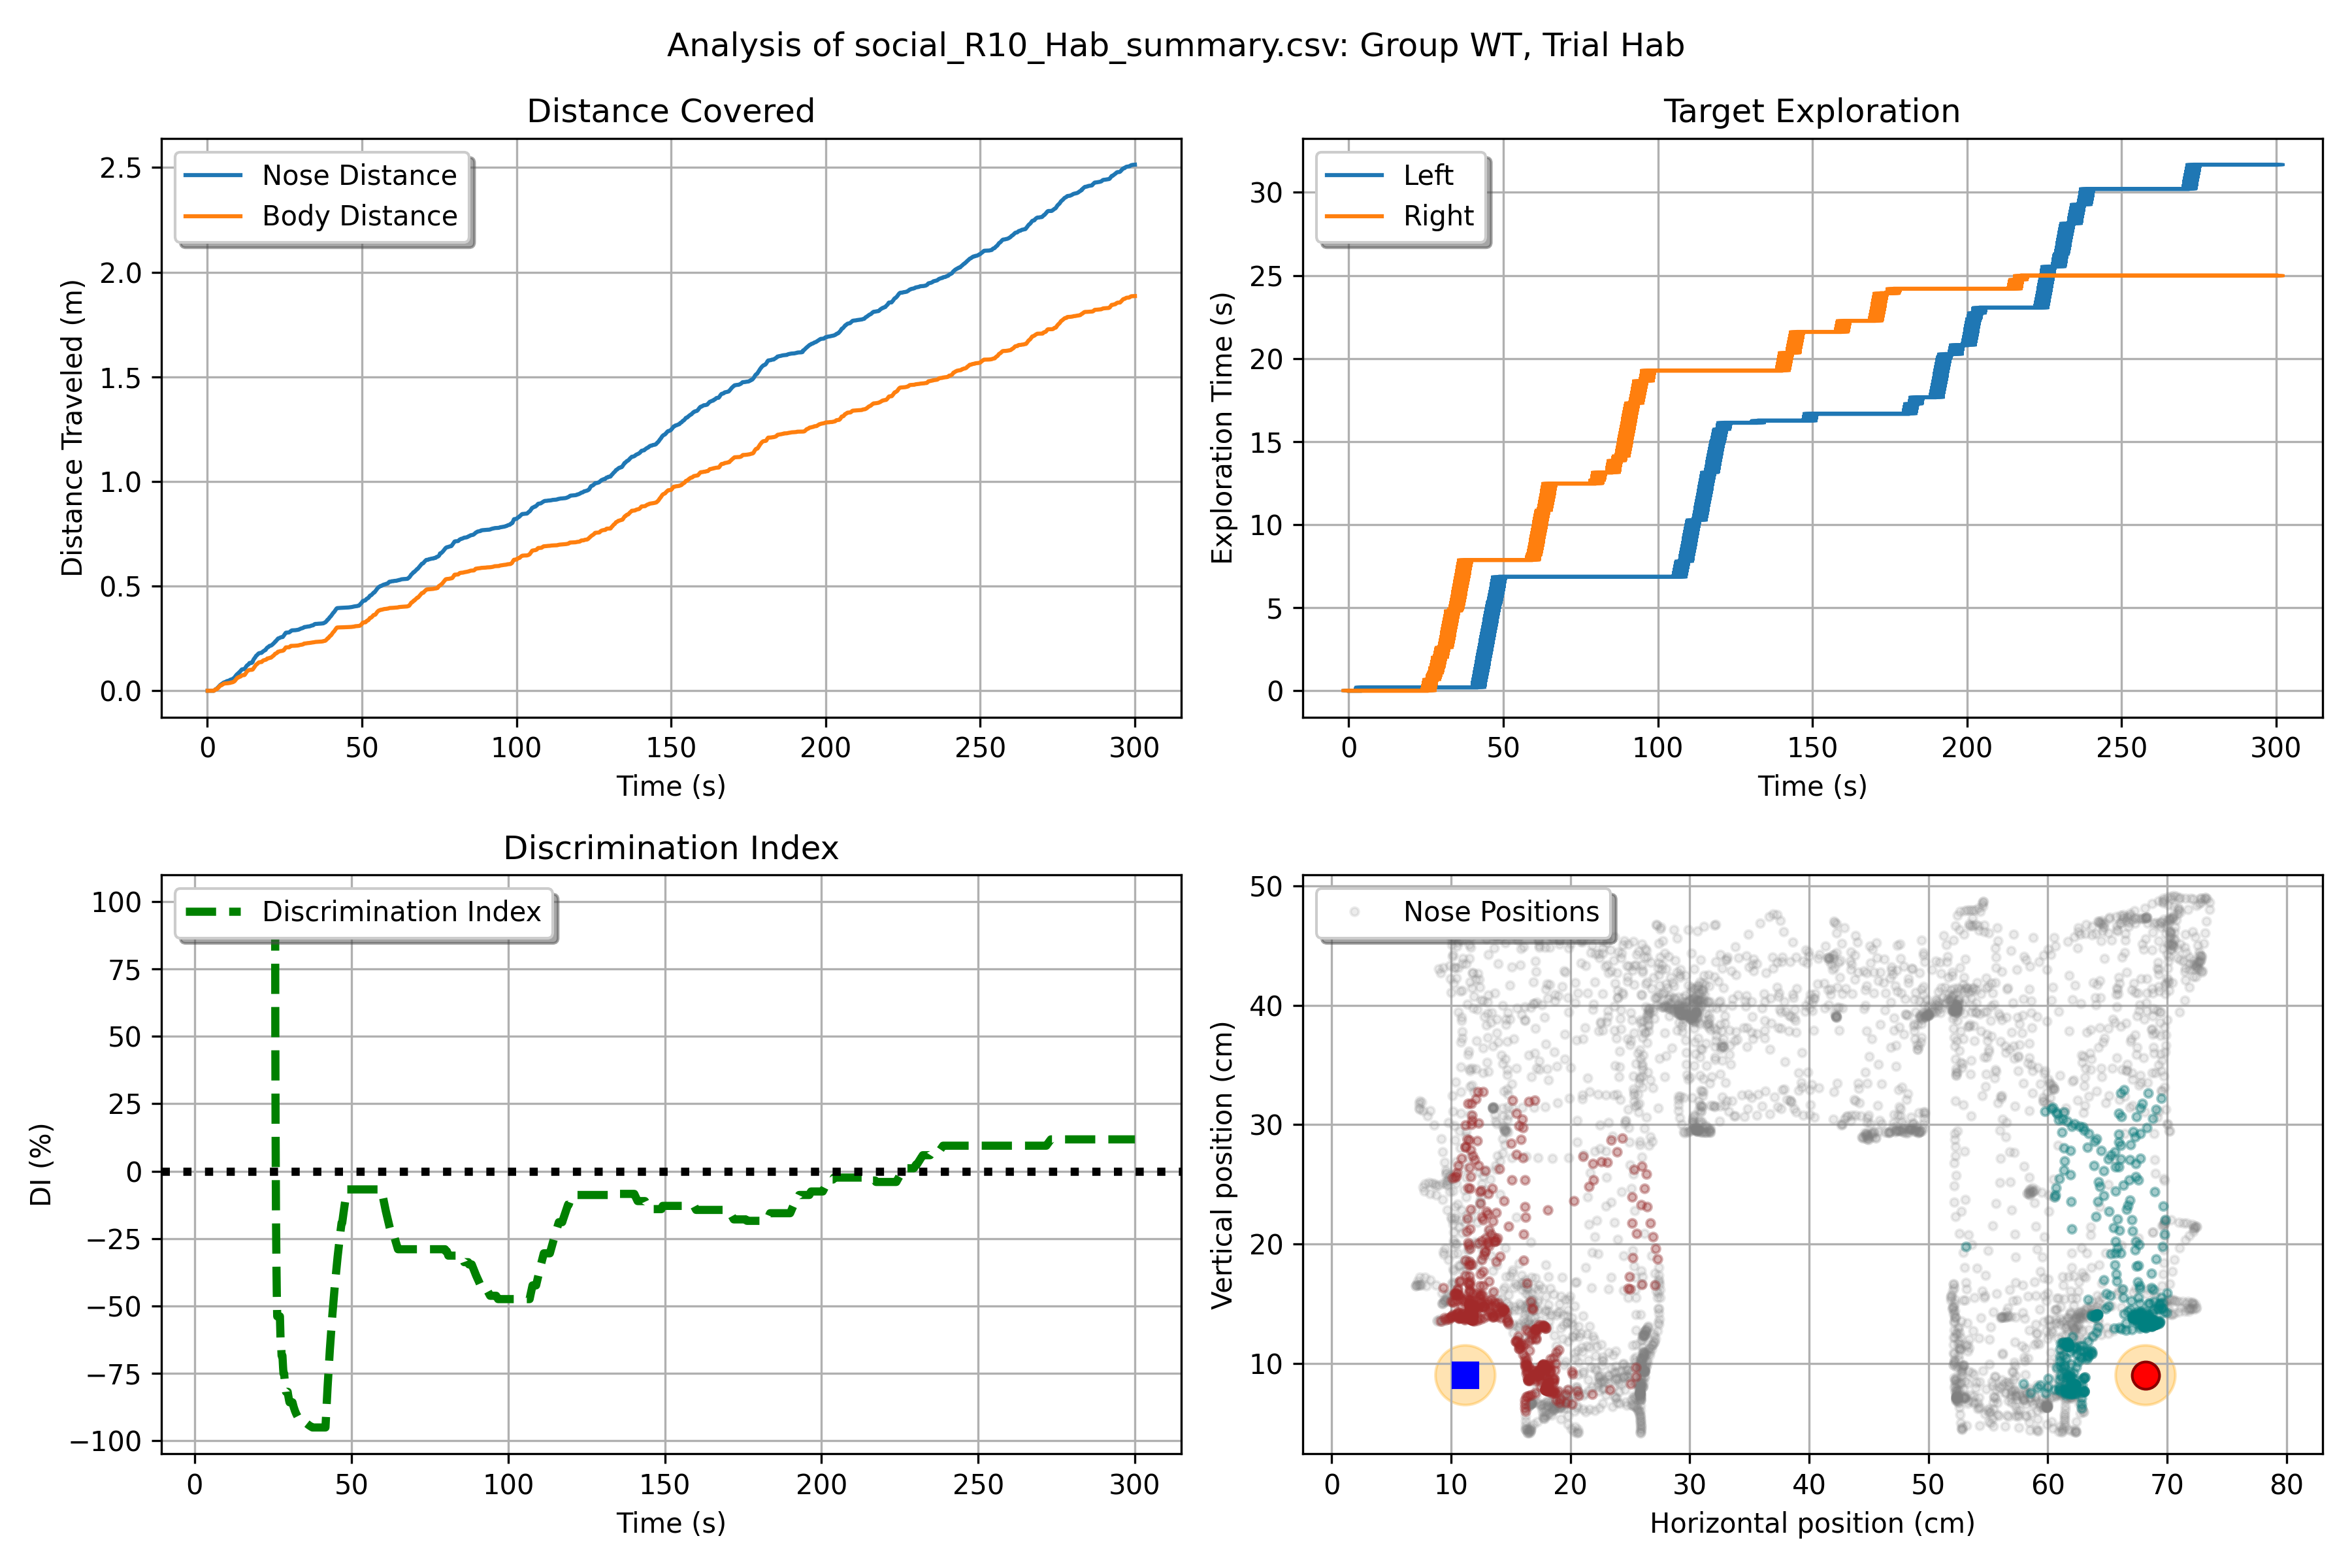 Analysis of social_R10_Hab_summary.csv: Group WT, Trial Hab
Distance Covered
Nose Distance
Body Distance
Distance Traveled (m)
2.5
2.0
1.5
1.0
0.5
0.0
0 50 100 150 200 250 300
Time (s)
Target Exploration
Left
Right
Exploration Time (s)
30
25
20
15
10
5
0
0 50 100 150 200 250 300
Time (s)
Discrimination Index
Discrimination Index
DI (%)
100
75
50
25
0
−25
−50
−75
−100
0 50 100 150 200 250 300
Time (s)
Nose Positions
Vertical position (cm)
50
40
30
20
10
0 10 20 30 40 50 60 70 80
Horizontal position (cm)